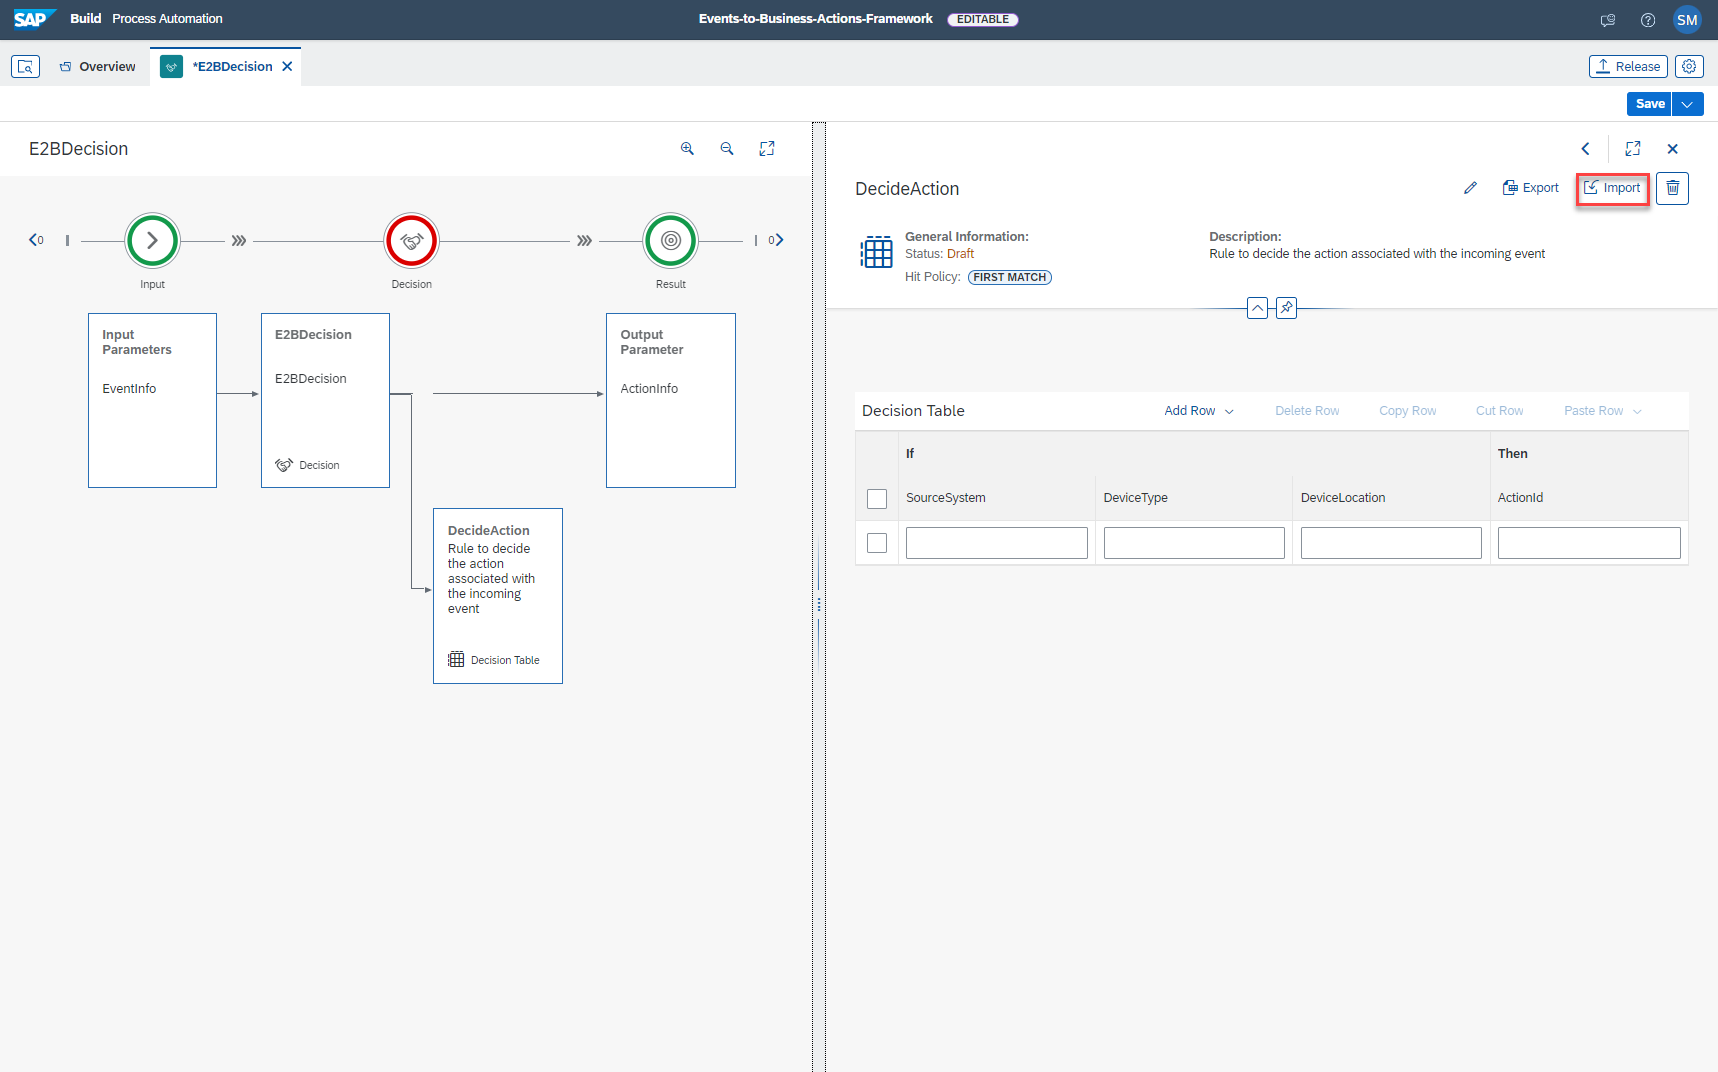 SAP Build Process Automation
Events-to-Business-Actions-Framework EDITABLE
SM
Overview
*E2BDecision
Release
Save
E2BDecision
0
0
Input
Decision
Result
Input
Parameters
EventInfo
E2BDecision
E2BDecision
Decision
Output
Parameter
ActionInfo
DecideAction
Rule to decide
the action
associated with
the incoming
event
Decision Table
DecideAction
Export
Import
General Information:
Status: Draft
Hit Policy: FIRST MATCH
Description:
Rule to decide the action associated with the incoming event
Decision Table
Add Row
Delete Row
Copy Row
Cut Row
Paste Row
If
Then
SourceSystem
DeviceType
DeviceLocation
ActionId